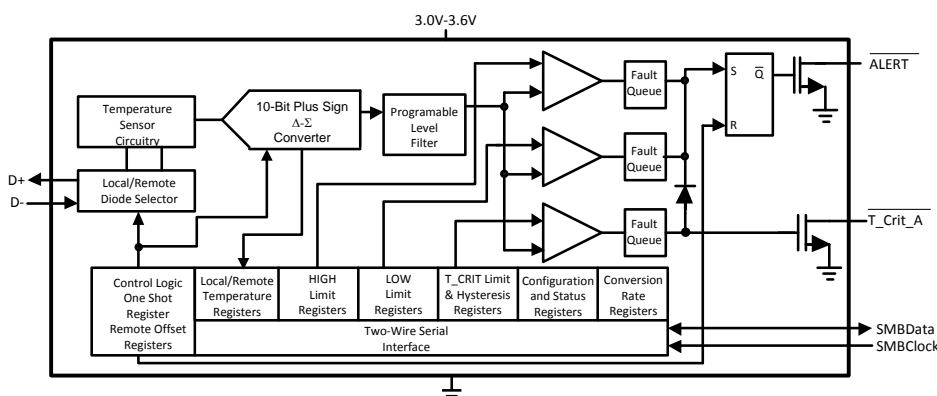 3.0V-3.6V
Temperature
Sensor
Circuitry
10-Bit Plus Sign
Δ-Σ
Converter
Programable
Level
Filter
Fault
Queue
S
Q
R
ALERT
Fault
Queue
D+
D-
Local/Remote
Diode Selector
Fault
Queue
T_Crit_A
Control Logic
One Shot
Register
Remote Offset
Registers
Local/Remote
Temperature
Registers
HIGH
Limit
Registers
LOW
Limit
Registers
T_CRIT Limit
& Hysteresis
Registers
Configuration
and Status
Registers
Conversion
Rate
Registers
Two-Wire Serial
Interface
SMBData
SMBClock